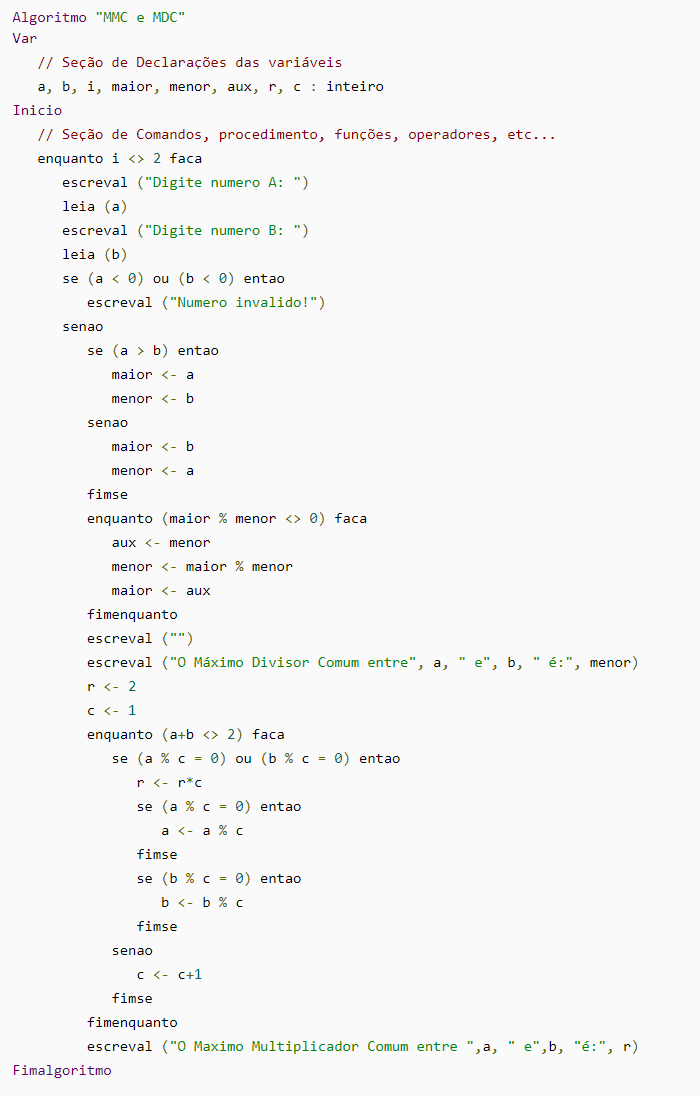 Algoritmo "MMC e MDC"
Var
   // Seção de Declarações das variáveis
   a, b, i, maior, menor, aux, r, c : inteiro
Inicio
   // Seção de Comandos, procedimento, funções, operadores, etc...
   enquanto i <> 2 faca
      escreval ("Digite numero A: ")
      leia (a)
      escreval ("Digite numero B: ")
      leia (b)
      se (a < 0) ou (b < 0) entao
         escreval ("Numero invalido!")
      senao
         se (a > b) entao
            maior <- a
            menor <- b
         senao
            maior <- b
            menor <- a
         fimse
         enquanto (maior % menor <> 0) faca
            aux <- menor
            menor <- maior % menor
            maior <- aux
         fimenquanto
         escreval ("")
         escreval ("O Máximo Divisor Comum entre", a, " e", b, " é:", menor)
         r <- 2
         c <- 1
         enquanto (a+b <> 2) faca
            se (a % c = 0) ou (b % c = 0) entao
               r <- r*c
               se (a % c = 0) entao
                  a <- a % c
               fimse
               se (b % c = 0) entao
                  b <- b % c
               fimse
            senao
               c <- c+1
            fimse
         fimenquanto
         escreval ("O Maximo Multiplicador Comum entre ",a, " e",b, "é:", r)
Fimalgoritmo